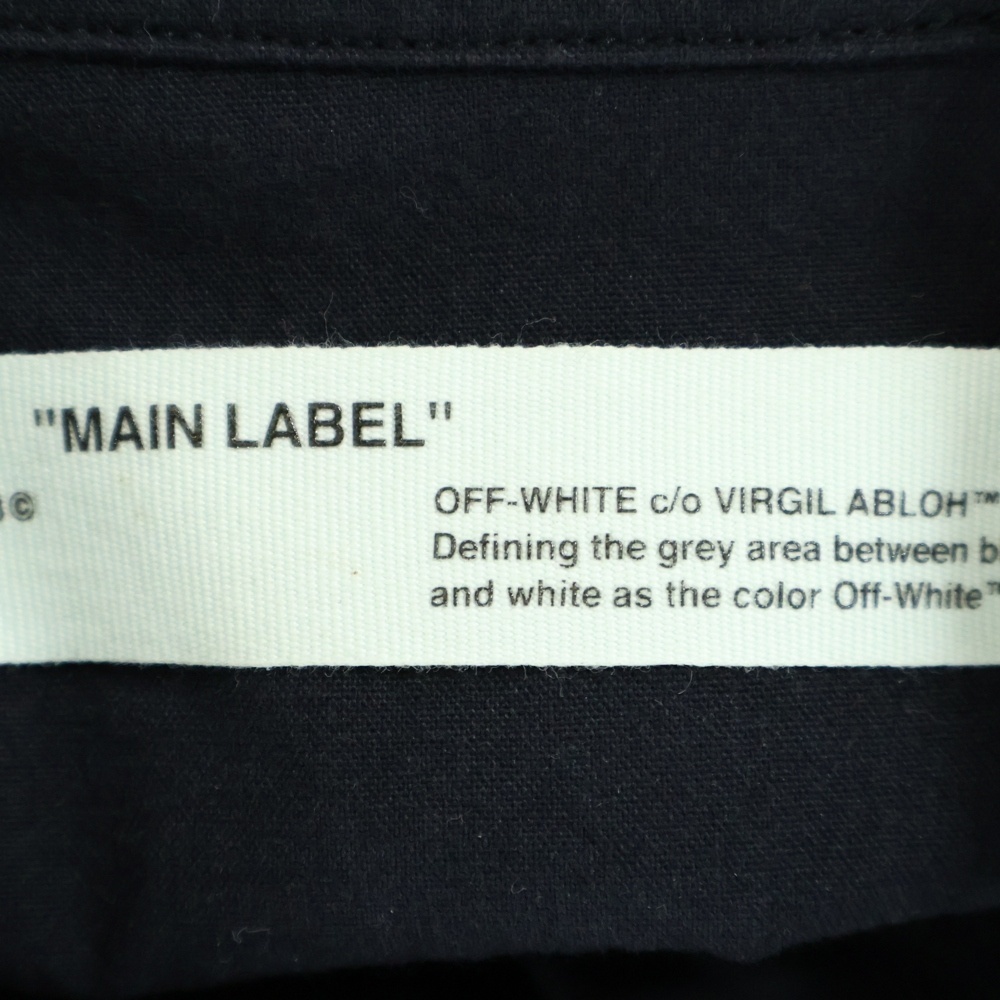 "MAIN LABEL"
©
OFF-WHITE c/o VIRGIL ABLOH™
Defining the grey area between
and white as the color Off-White™